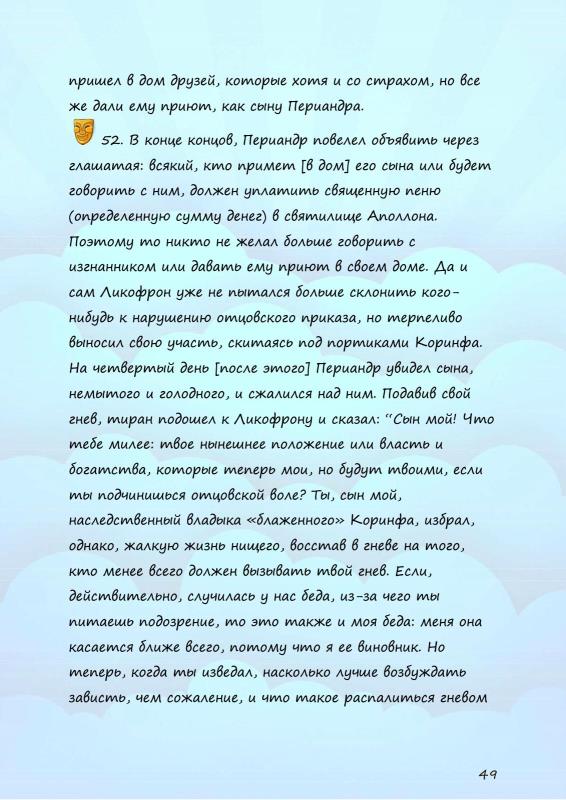 пришел в дом друзей, которые хотя и со страхом, но все
же дали ему приют, как сыну Периандра.
52. В конце концов, Периандр повелел объявить через
глашатая: всякий, кто примет [в дом] его сына или будет
говорить с ним, должен уплатить священную пеню
(определенную сумму денег) в святилище Аполлона.
Поэтому то никто не желал больше говорить с
изгнанником или давать ему приют в своем доме. Да и
сам Ликофрон уже не пытался больше склонить кого-
нибудь к нарушению отцовского приказа, но терпеливо
выносил свою участь, скитаясь под портиками Коринфа.
На четвертый день [после этого] Периандр увидел сына,
немытого и голодного, и сжалился над ним. Подавив свой
гнев, тиран подошел к Ликофрону и сказал: “Сын мой! Что
тебе милее: твое нынешнее положение или власть и
богатства, которые теперь мои, но будут твоими, если
ты подчинишься отцовской воле? Ты, сын мой,
наследственный владыка «блаженного» Коринфа, избрал,
однако, жалкую жизнь нищего, восстав в гневе на того,
кто менее всего должен вызывать твой гнев. Если,
действительно, случилась у нас беда, из-за чего ты
питаешь подозрение, то это также и моя беда: меня она
касается ближе всего, потому что я ее виновник. Но
теперь, когда ты изведал, насколько лучше возбуждать
зависть, чем сожаление, и что такое распалиться гневом
49